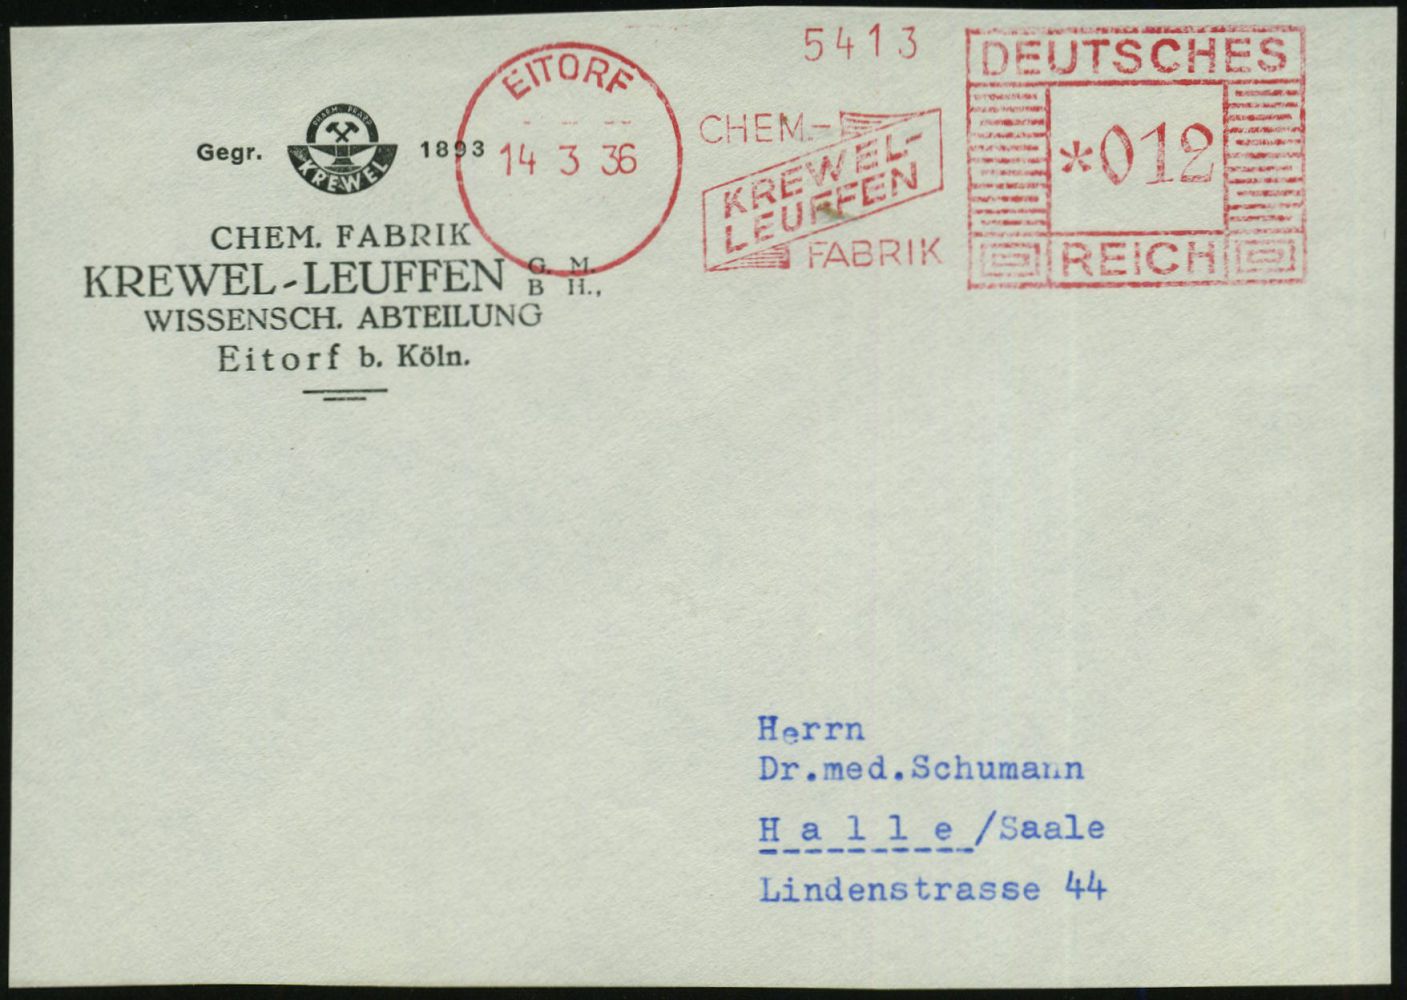 Gegr. KREWEL 1893
CHEM. FABRIK
KREWEL-LEUFFEN G. M. B H.,
WISSENSCH. ABTEILUNG
Eitorf b. Köln.
EITORF
14 3 36
5413
CHEM.-
KREWEL-
LEUFFEN
FABRIK
DEUTSCHES
*012
REICH
Herrn
Dr.med.Schumann
H a l l e /Saale
Lindenstrasse 44